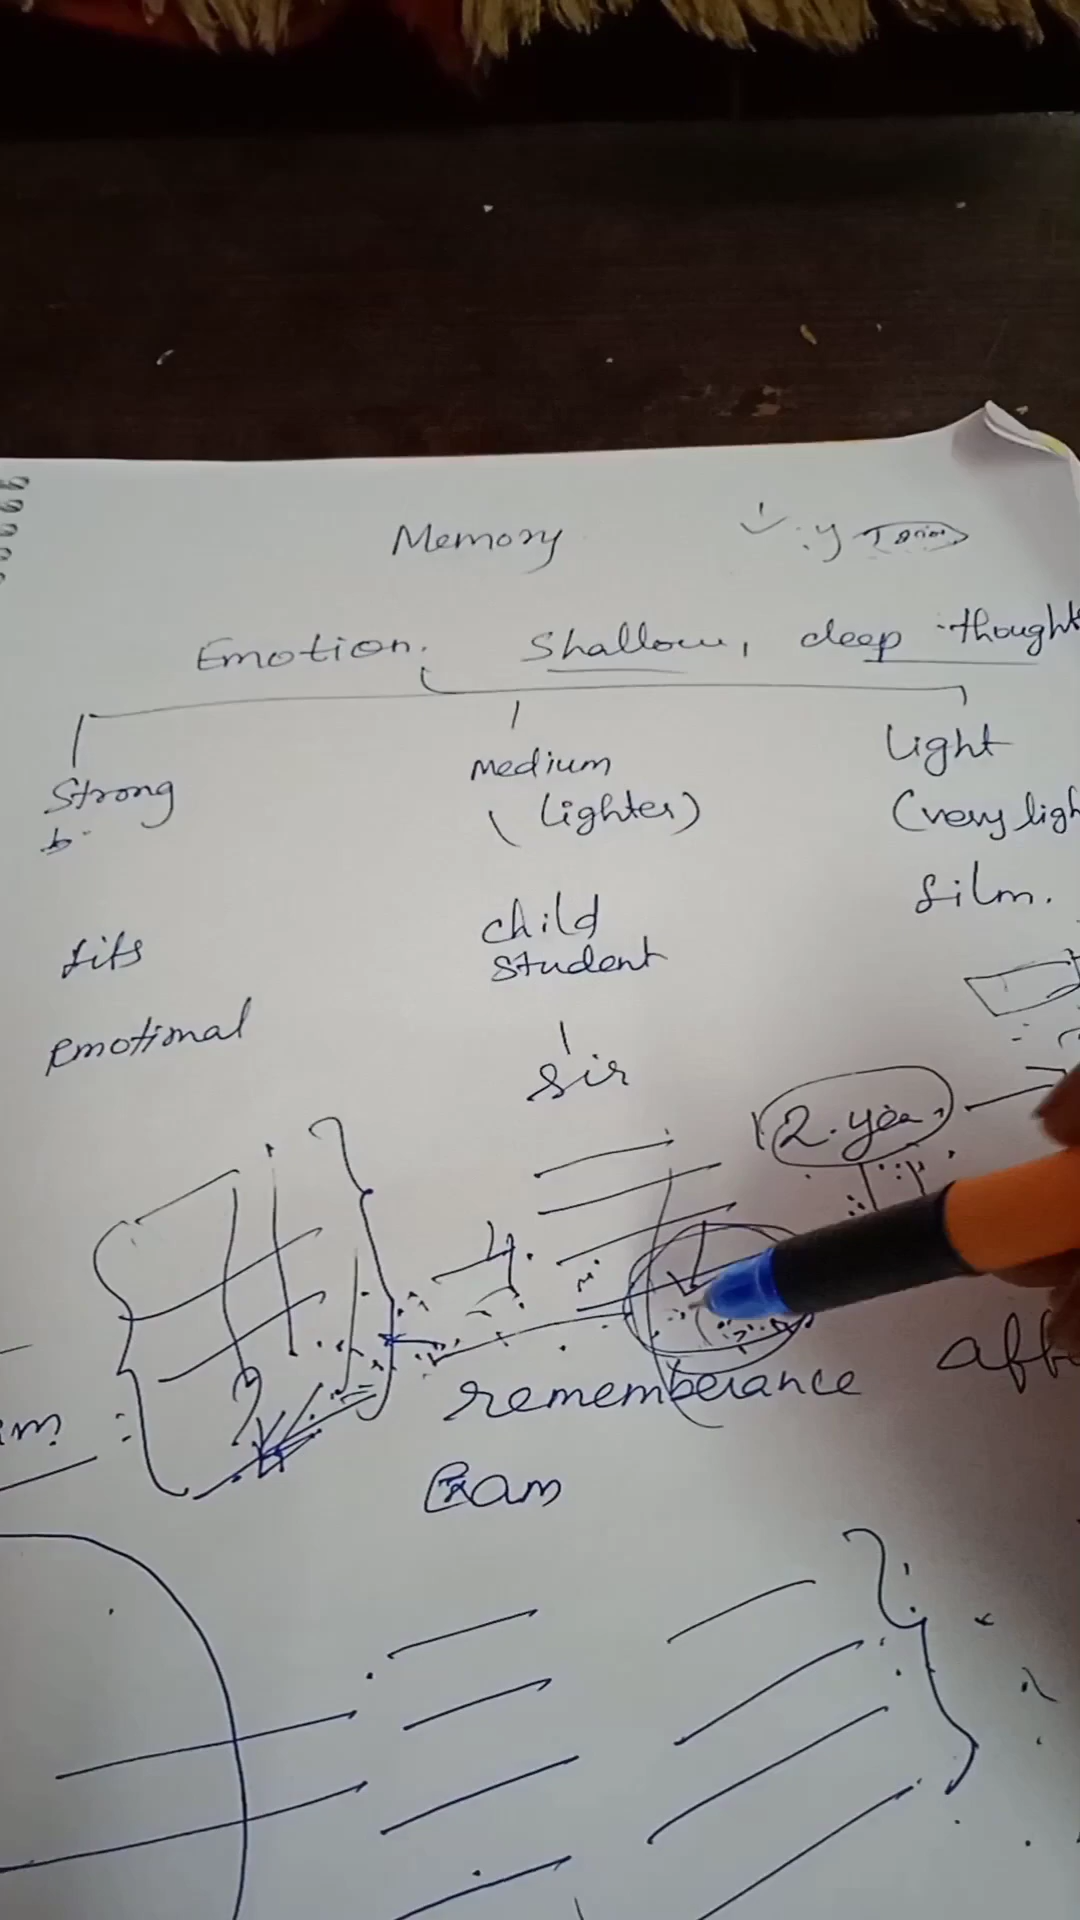 Memory
Emotion. Shallow, deep thought
Strong
Medium
Light
(Lighter)
(very ligh
film.
child
student
Emotional
sir
2. yea
rememberance
Exam